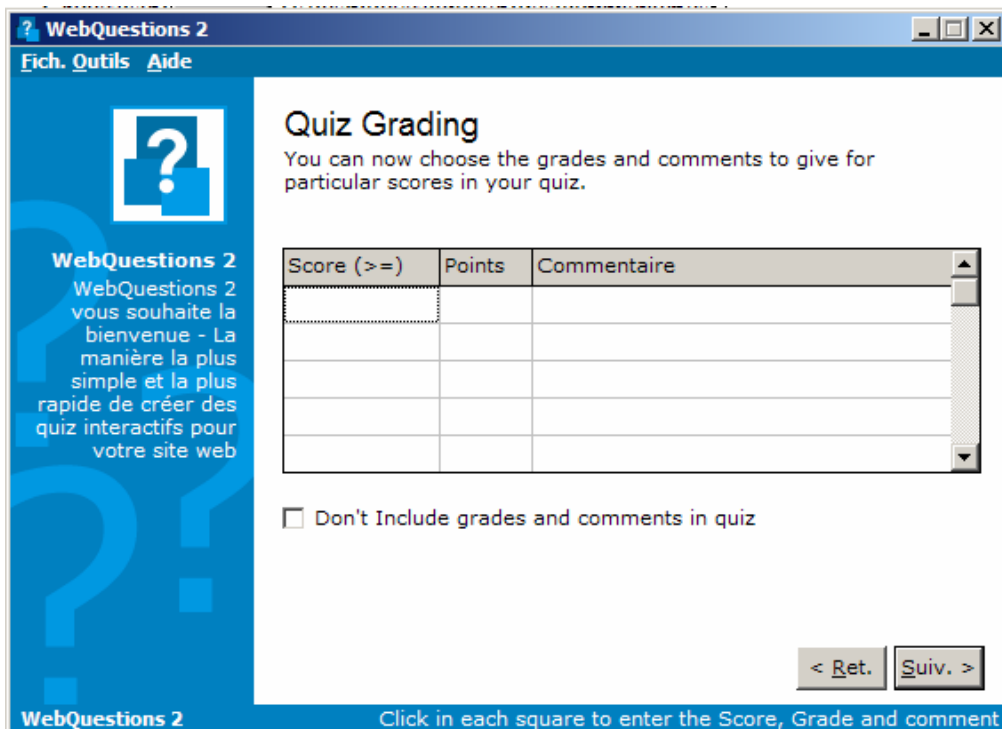 WebQuestions 2
Fich. Outils Aide
Quiz Grading
You can now choose the grades and comments to give for
particular scores in your quiz.
WebQuestions 2
WebQuestions 2
vous souhaite la
bienvenue - La
manière la plus
simple et la plus
rapide de créer des
quiz interactifs pour
votre site web
Score (>=) Points Commentaire
Don't Include grades and comments in quiz
< Ret. Suiv. >
WebQuestions 2 Click in each square to enter the Score, Grade and comment